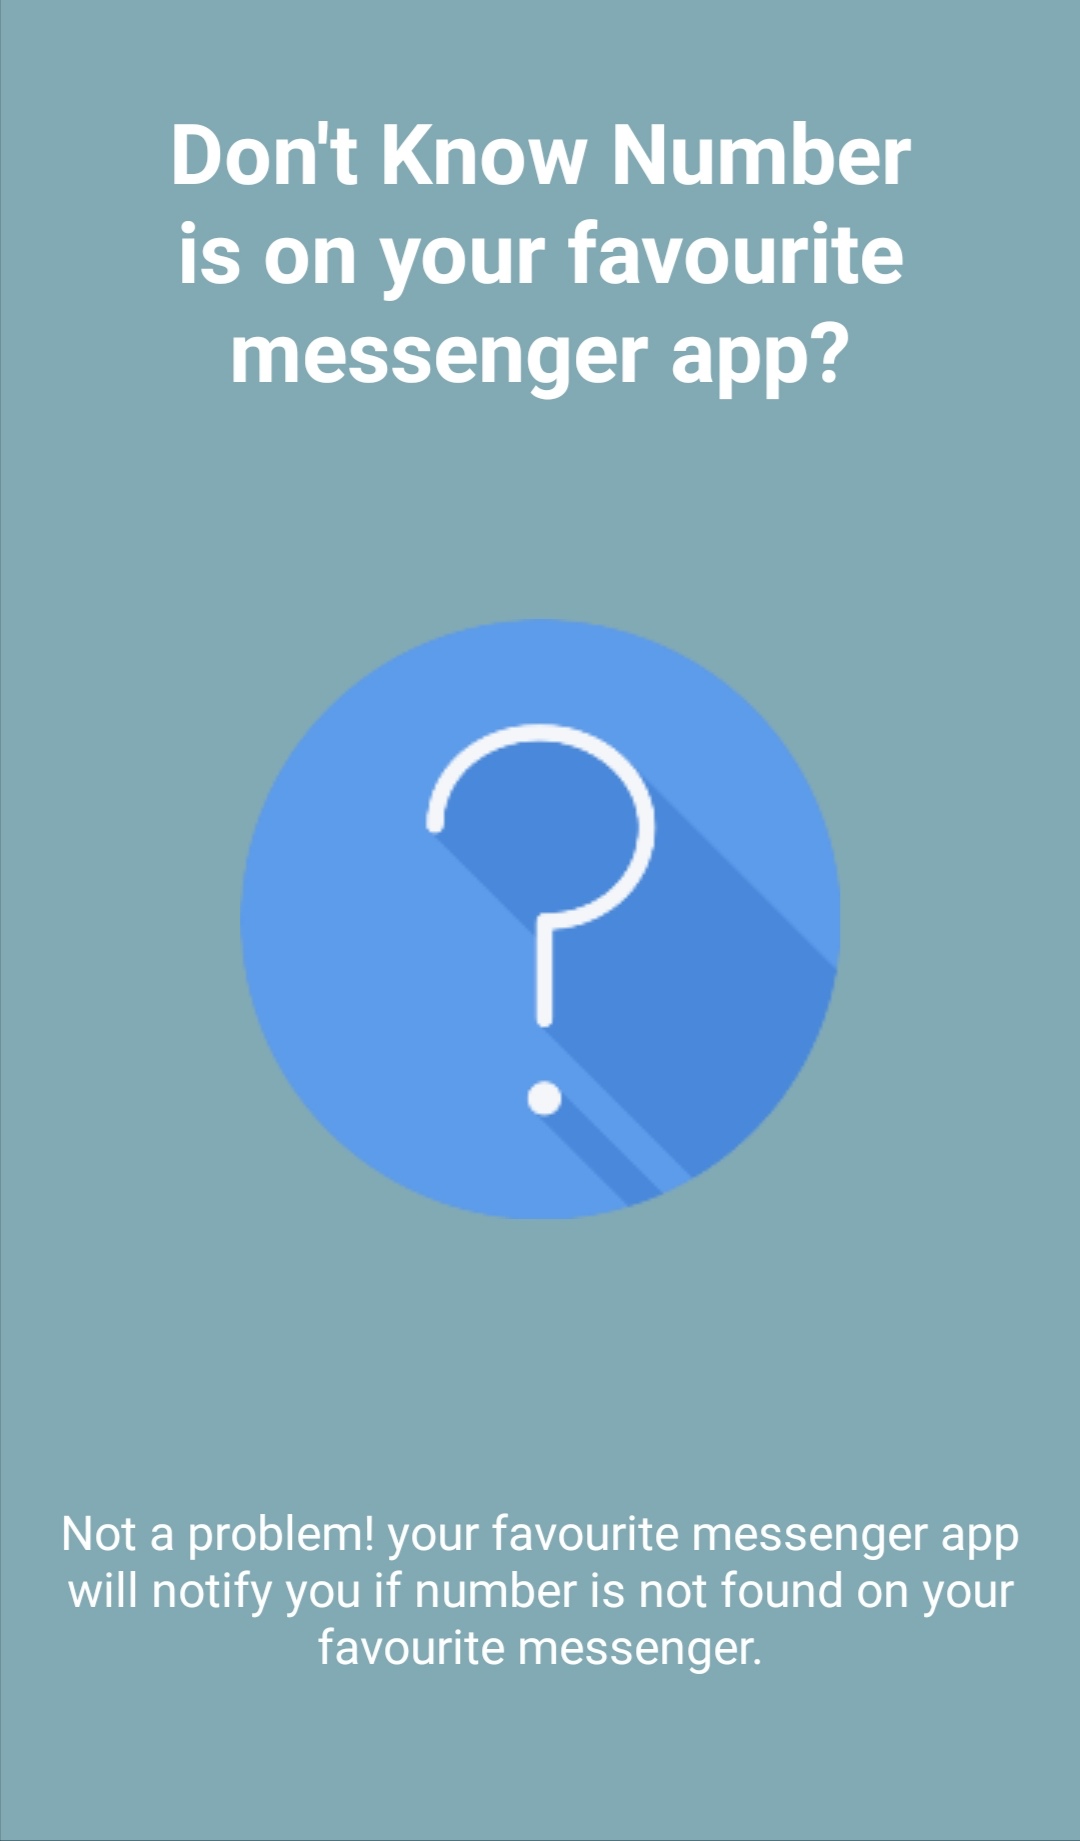 Don't Know Number
is on your favourite
messenger app?
Not a problem! your favourite messenger app
will notify you if number is not found on your
favourite messenger.